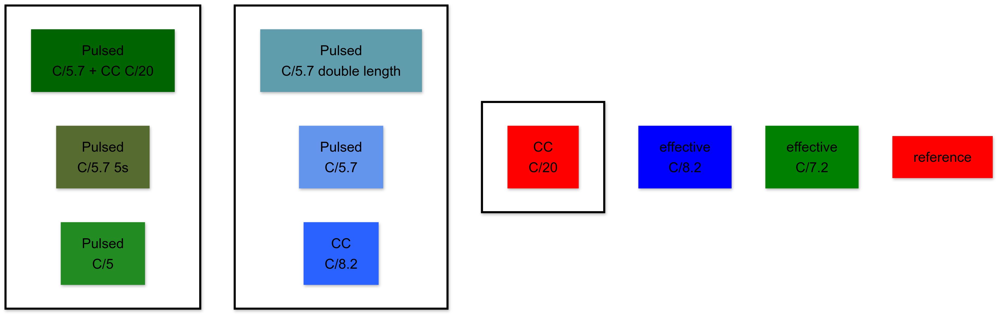 Pulsed
C/5.7 + CC C/20
Pulsed
C/5.7 5s
Pulsed
C/5
Pulsed
C/5.7 double length
Pulsed
C/5.7
CC
C/8.2
CC
C/20
effective
C/8.2
effective
C/7.2
reference